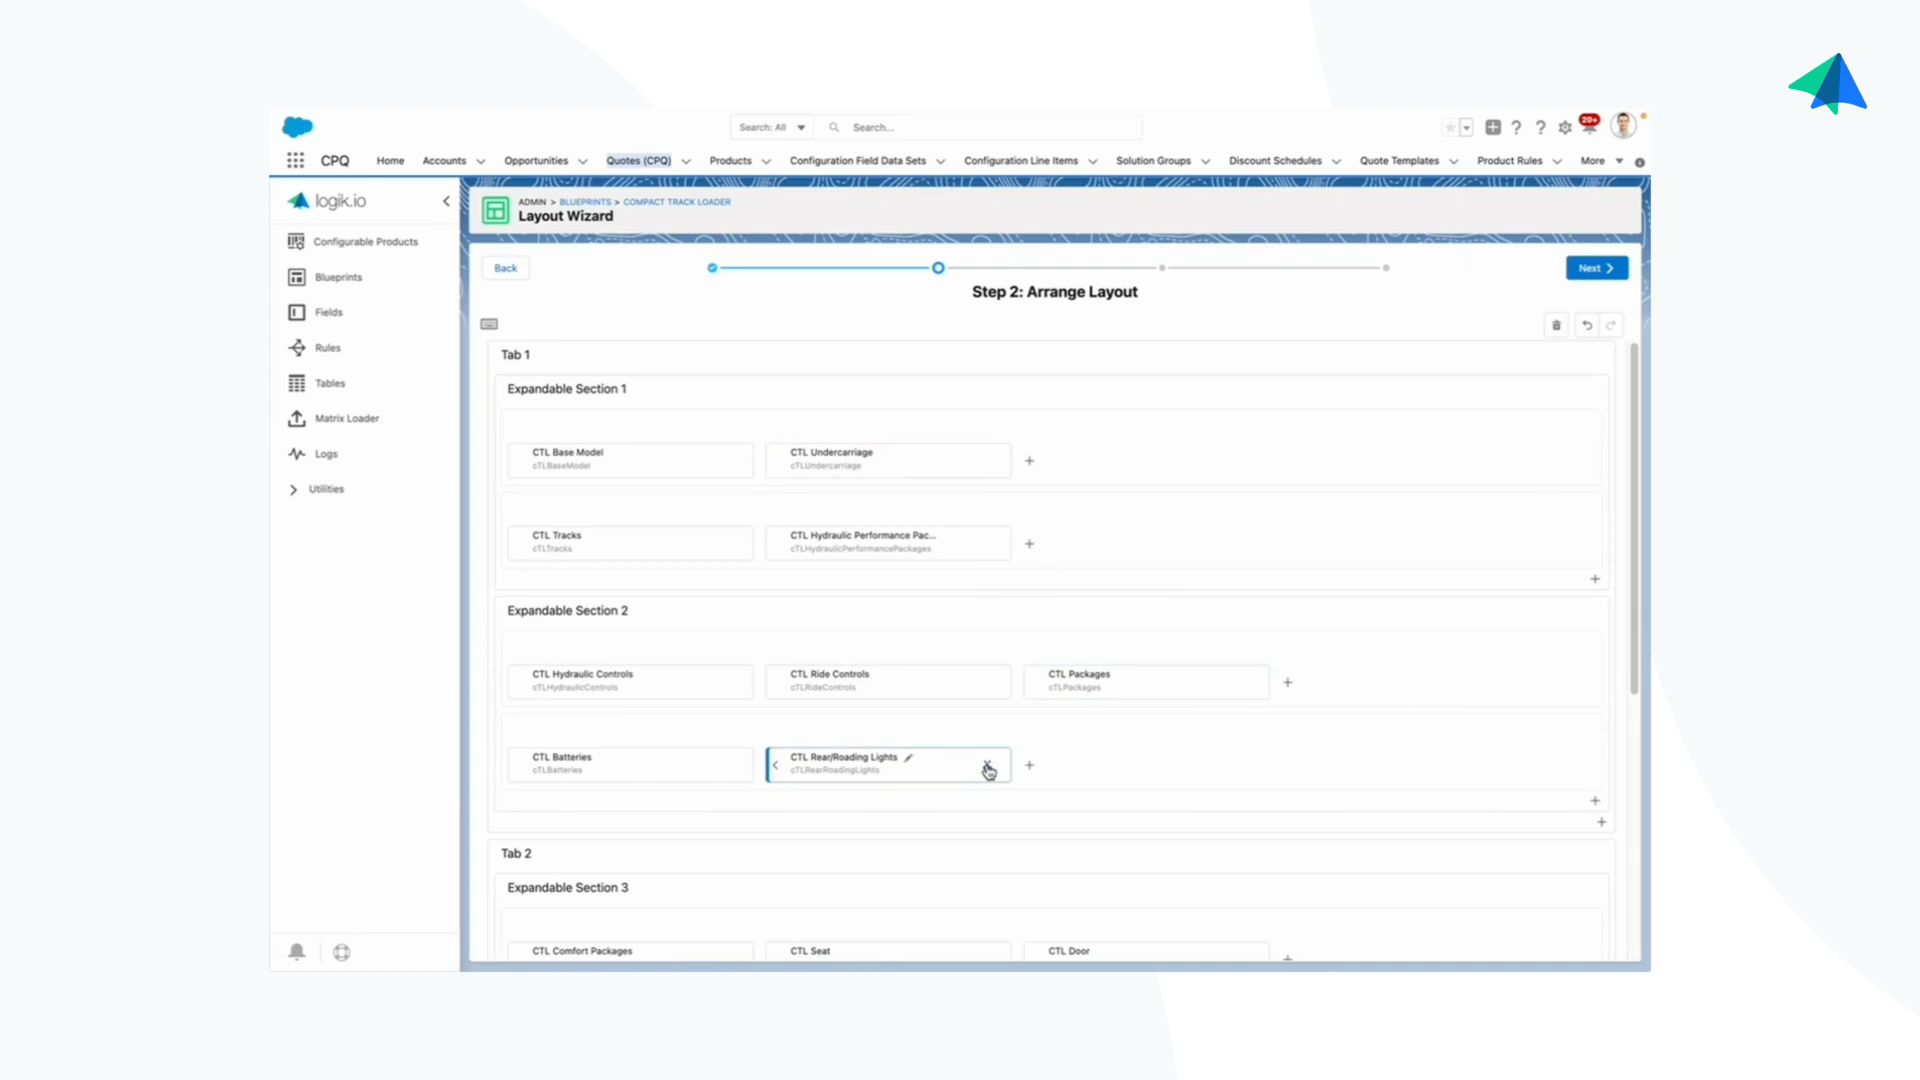 Search: All
Search...
20+
CPQ
Home
Accounts
Opportunities
Quotes (CPQ)
Products
Configuration Field Data Sets
Configuration Line Items
Solution Groups
Discount Schedules
Quote Templates
Product Rules
More
logik.io
Configurable Products
Blueprints
Fields
Rules
Tables
Matrix Loader
Logs
Utilities
ADMIN > BLUEPRINTS > COMPACT TRACK LOADER
Layout Wizard
Back
Next
Step 2: Arrange Layout
Tab 1
Expandable Section 1
CTL Base Model
cTLBaseModel
CTL Undercarriage
cTLUndercarriage
CTL Tracks
cTLTracks
CTL Hydraulic Performance Pac...
cTLHydraulicPerformancePackages
Expandable Section 2
CTL Hydraulic Controls
cTLHydraulicControls
CTL Ride Controls
cTLRideControls
CTL Packages
cTLPackages
CTL Batteries
cTLBatteries
CTL Rear/Roading Lights
cTLRearRoadingLights
Tab 2
Expandable Section 3
CTL Comfort Packages
CTL Seat
CTL Door